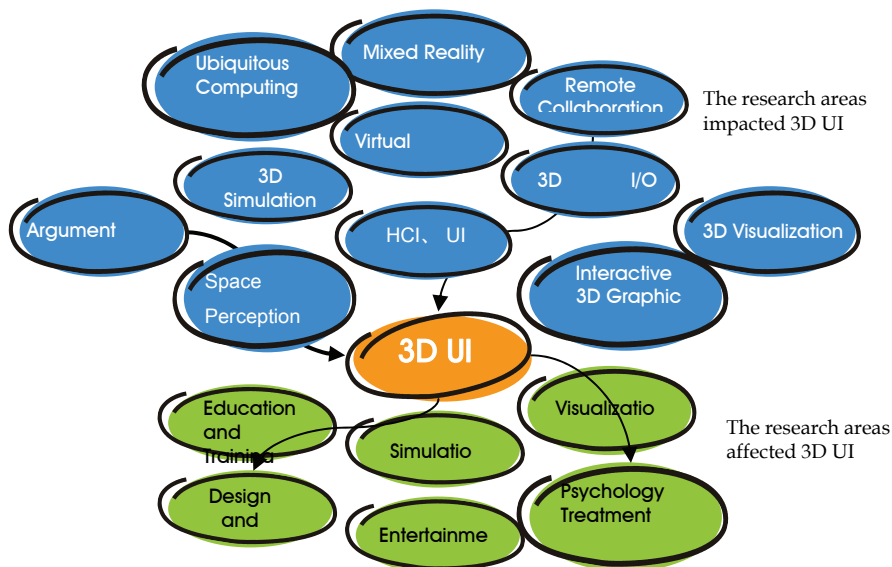 Mixed Reality
Ubiquitous
Computing
Remote
Collaboration
The research areas
impacted 3D UI
Virtual
3D
Simulation
3D I/O
Argument
HCI、 UI
3D Visualization
Space
Perception
Interactive
3D Graphic
3D UI
Education
and
Training
Visualizatio
Simulatio
The research areas
affected 3D UI
Design
and
Psychology
Treatment
Entertainme